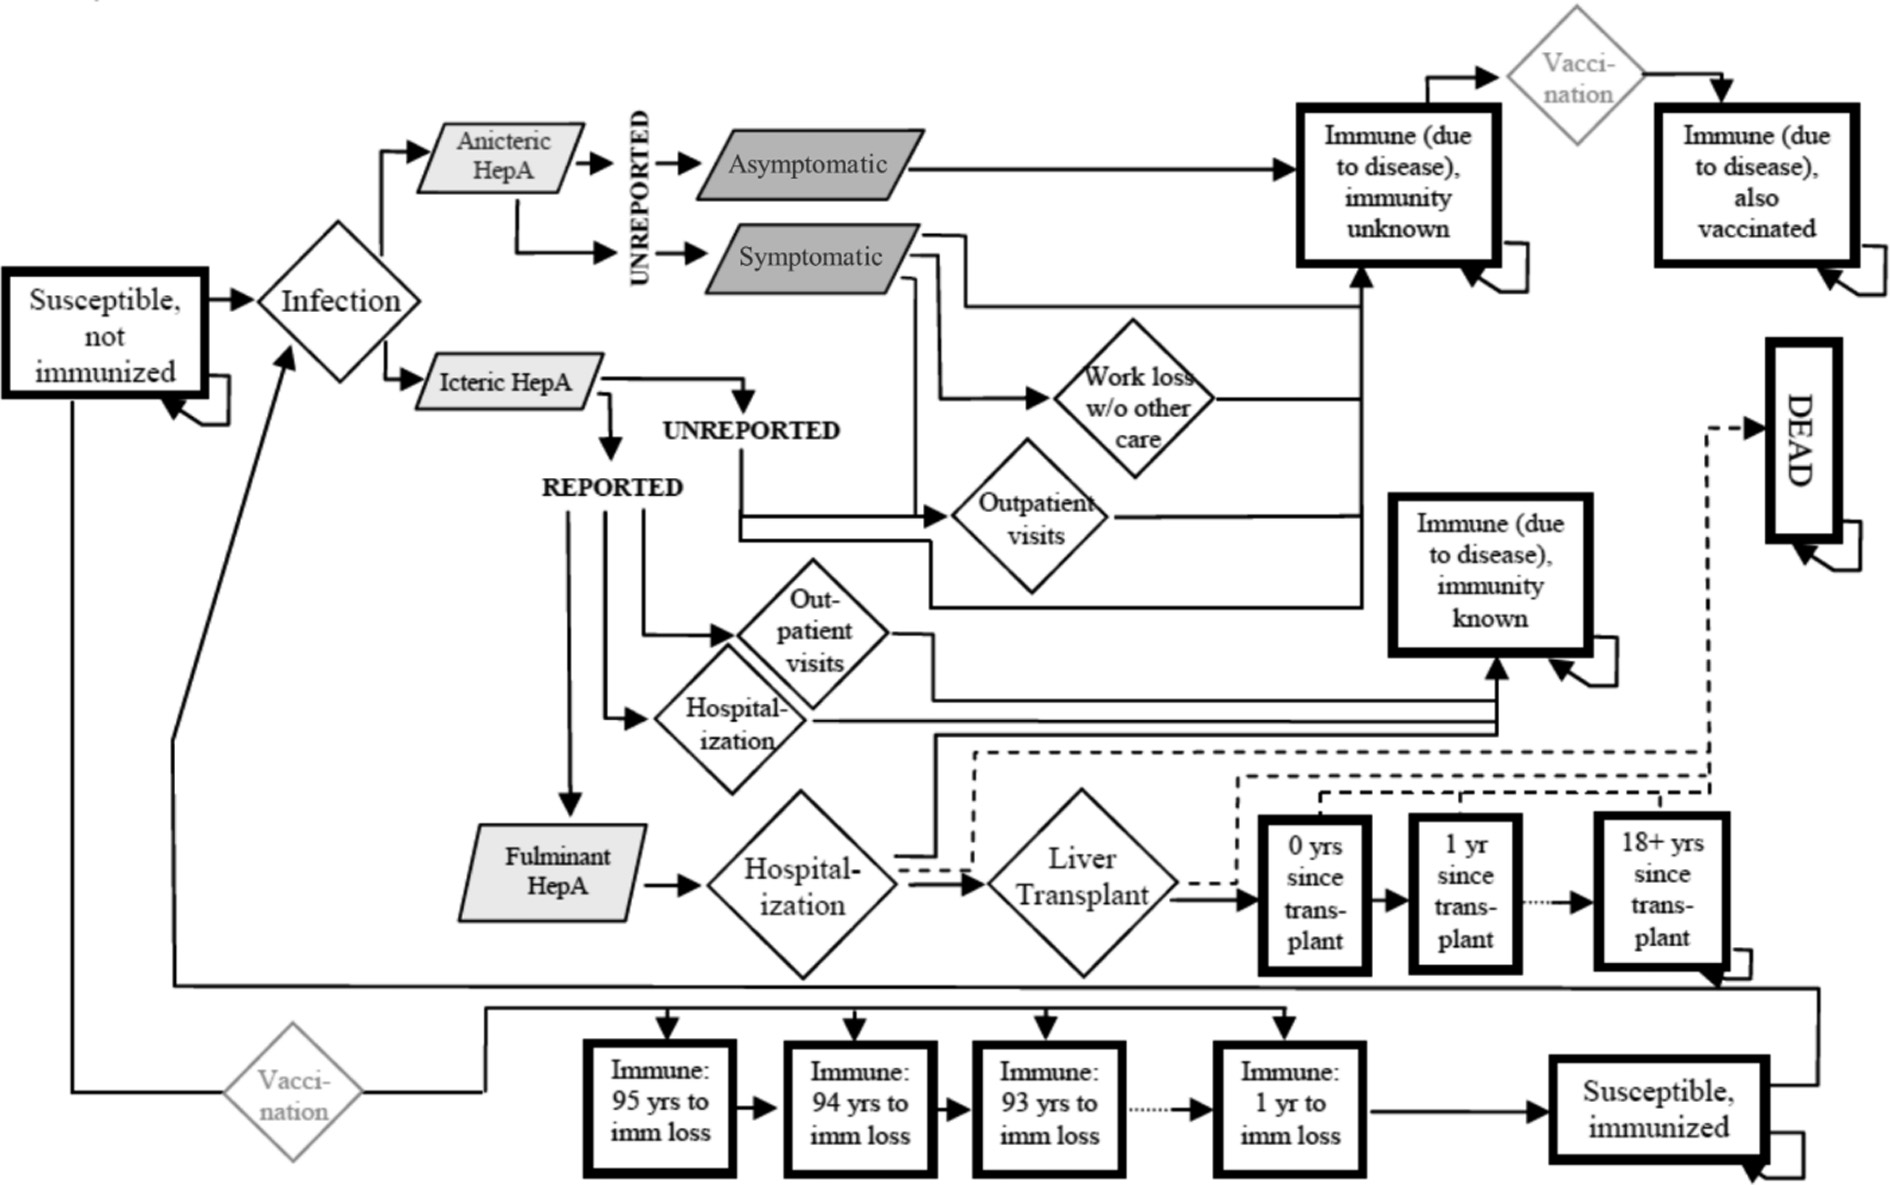 Vacci-
nation
Anicteric
HepA
UNREPORTED
Asymptomatic
Immune (due
to disease),
immunity
unknown
Immune (due
to disease),
also
vaccinated
Symptomatic
Susceptible,
not
immunized
Infection
Icteric HepA
UNREPORTED
REPORTED
Work loss
w/o other
care
DEAD
Outpatient
visits
Immune (due
to disease),
immunity
known
Out-
patient
visits
Hospital-
ization
Fulminant
HepA
Hospital-
ization
Liver
Transplant
0 yrs
since
trans-
plant
1 yr
since
trans-
plant
18+ yrs
since
trans-
plant
Vacci-
nation
Immune:
95 yrs to
imm loss
Immune:
94 yrs to
imm loss
Immune:
93 yrs to
imm loss
Immune:
1 yr to
imm loss
Susceptible,
immunized